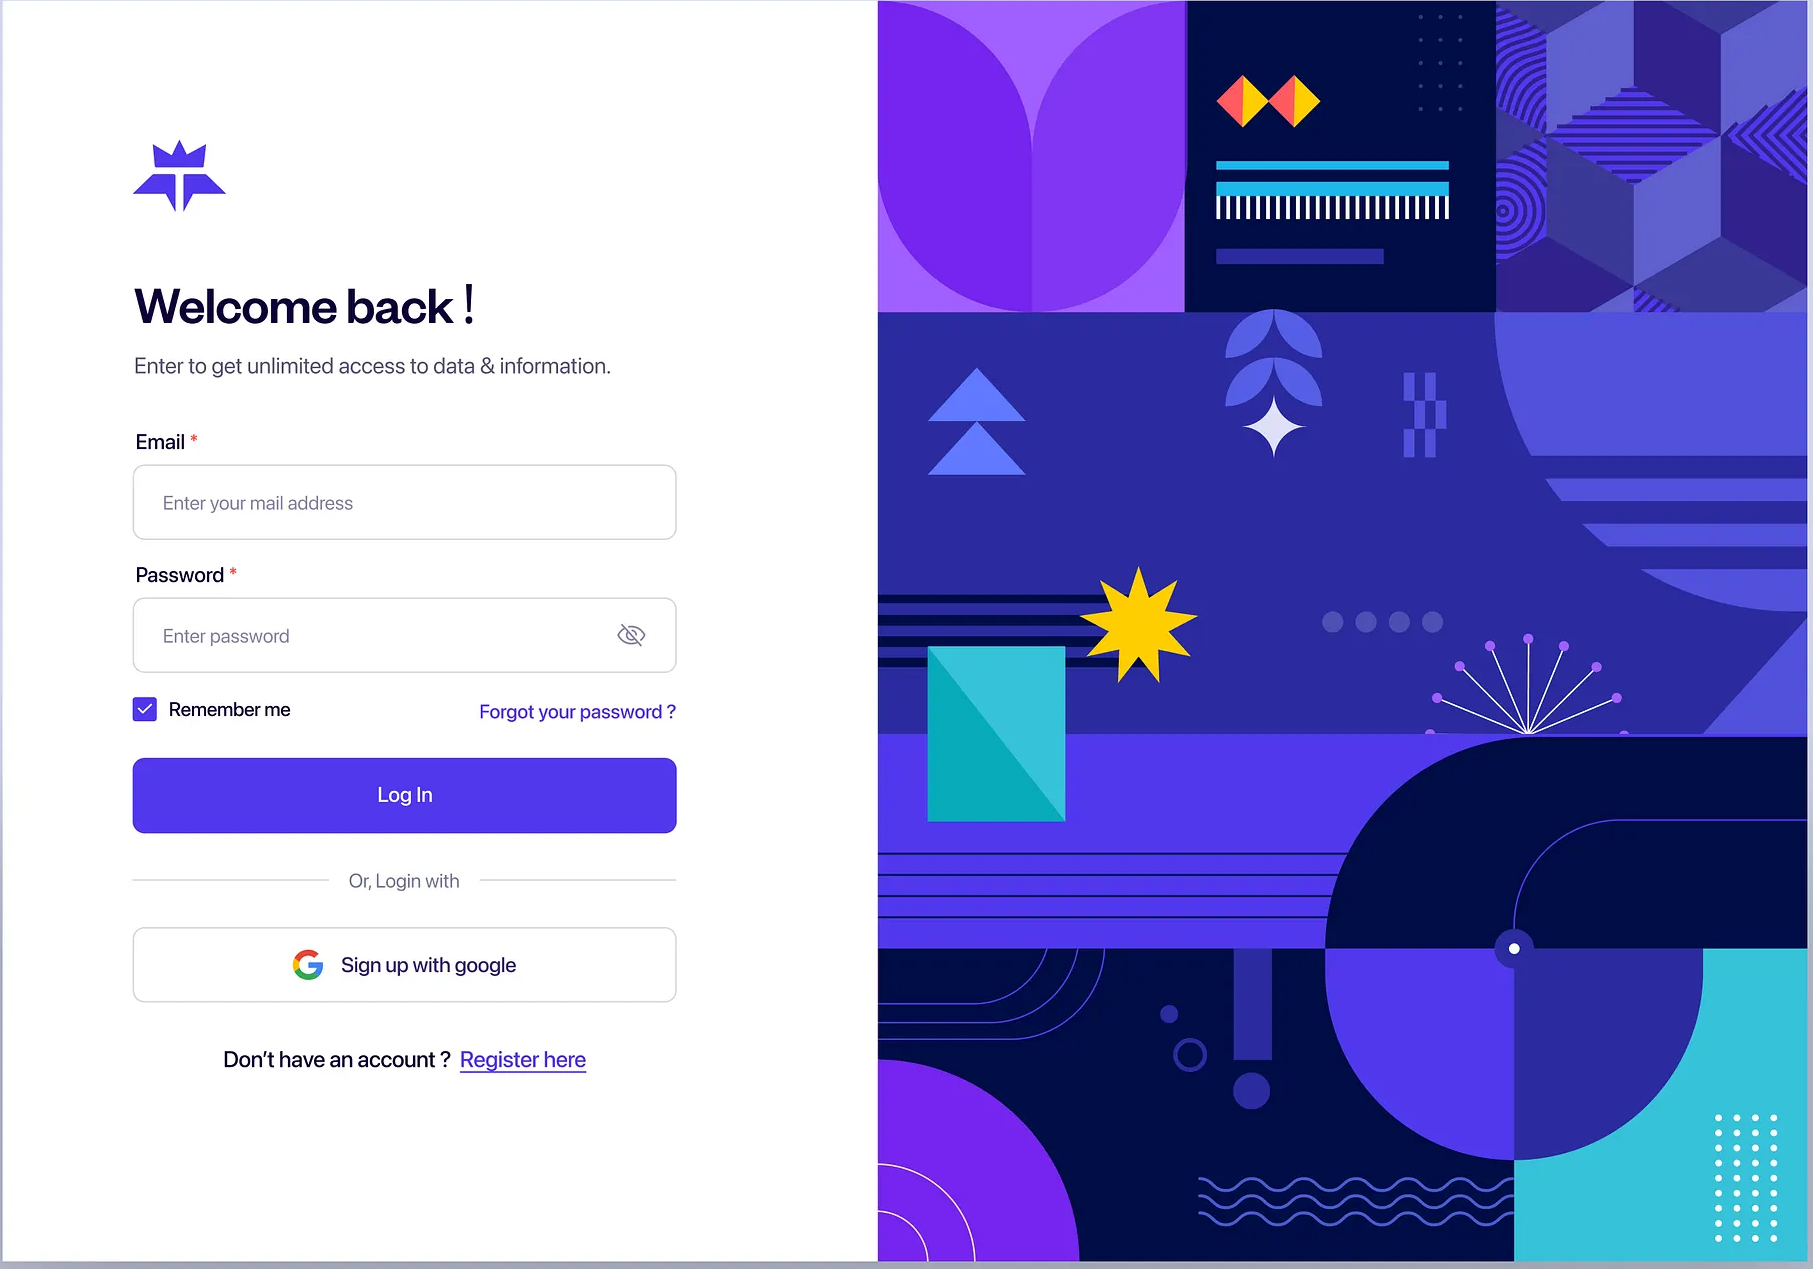 Welcome back !
Enter to get unlimited access to data & information.
Email *
Enter your mail address
Password *
Enter password
Remember me
Forgot your password ?
Log In
Or, Login with
Sign up with google
Don’t have an account ? Register here